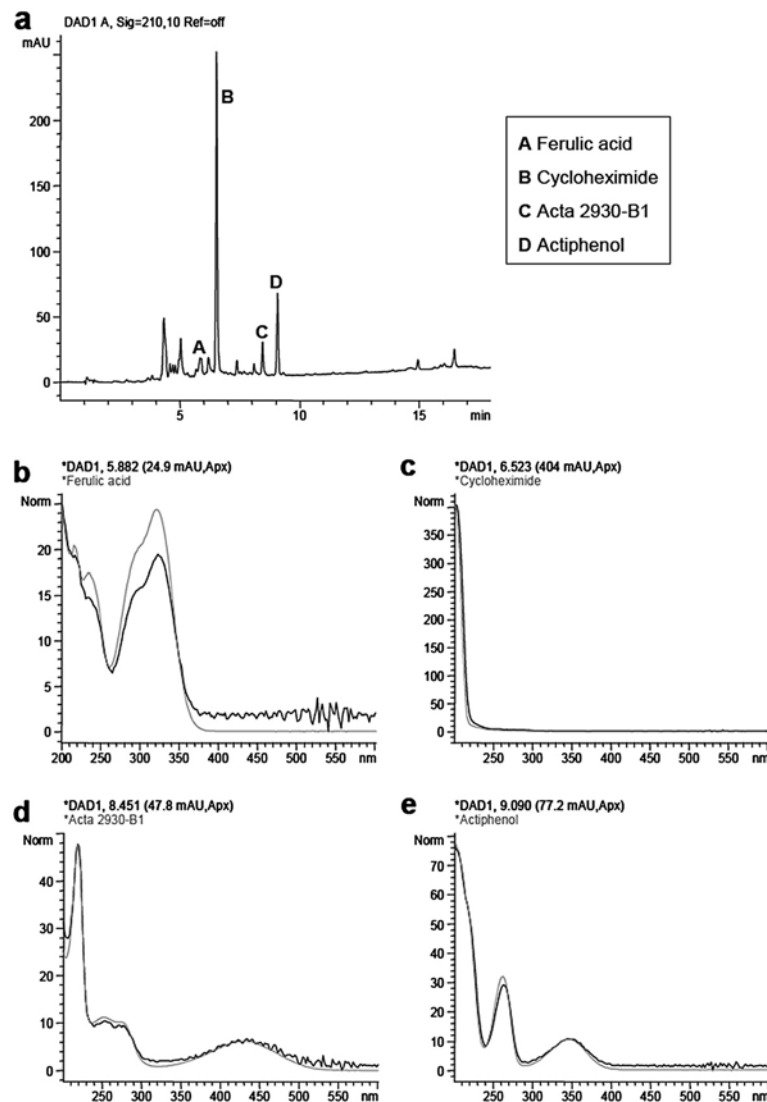 a
DAD1 A, Sig=210,10 Ref=off
mAU
200
150
100
50
0
5
10
15
min
A
B
C
D
A Ferulic acid
B Cycloheximide
C Acta 2930-B1
D Actiphenol
b
*DAD1, 5.882 (24.9 mAU,Apx)
*Ferulic acid
Norm
20
15
10
5
0
200 250 300 350 400 450 500 550 nm
c
*DAD1, 6.523 (404 mAU,Apx)
*Cycloheximide
Norm
350
300
250
200
150
100
50
0
250 300 350 400 450 500 550 nm
d
*DAD1, 8.451 (47.8 mAU,Apx)
*Acta 2930-B1
Norm
40
30
20
10
0
250 300 350 400 450 500 550 nm
e
*DAD1, 9.090 (77.2 mAU,Apx)
*Actiphenol
Norm
70
60
50
40
30
20
10
0
250 300 350 400 450 500 550 nm